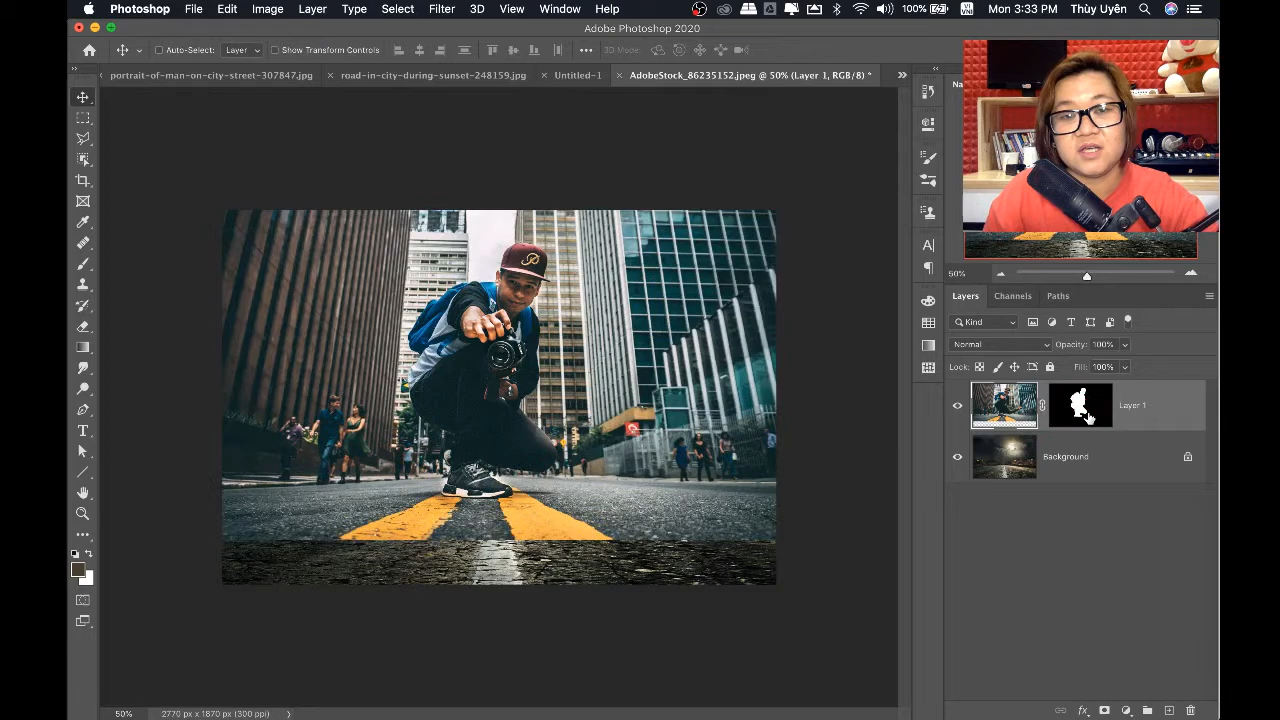 Photoshop File Edit Image Layer Type Select Filter 3D View Window Help 100% VI VNI Mon 3:33 PM Thùy Uyên
Adobe Photoshop 2020
Auto-Select: Layer Show Transform Controls 3D Mode:
portrait-of-man-on-city-street-307847.jpg × road-in-city-during-sunset-248159.jpg × Untitled-1 × AdobeStock_86235152.jpeg @ 50% (Layer 1, RGB/8) *
Na
50%
Layers Channels Paths
Kind
Normal Opacity: 100%
Lock: Fill: 100%
Layer 1
Background
50% 2770 px x 1870 px (300 ppi)